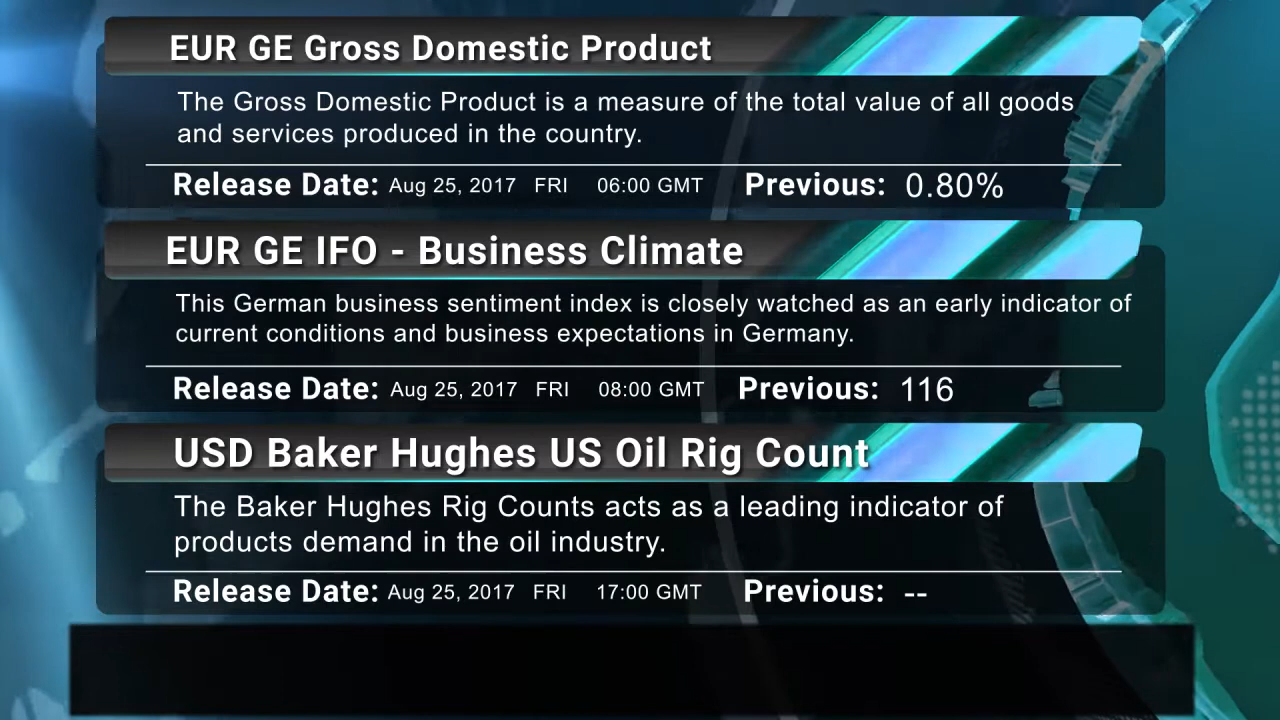 EUR GE Gross Domestic Product
The Gross Domestic Product is a measure of the total value of all goods
and services produced in the country.
Release Date: Aug 25, 2017 FRI 06:00 GMT Previous: 0.80%
EUR GE IFO - Business Climate
This German business sentiment index is closely watched as an early indicator of
current conditions and business expectations in Germany.
Release Date: Aug 25, 2017 FRI 08:00 GMT Previous: 116
USD Baker Hughes US Oil Rig Count
The Baker Hughes Rig Counts acts as a leading indicator of
products demand in the oil industry.
Release Date: Aug 25, 2017 FRI 17:00 GMT Previous: --